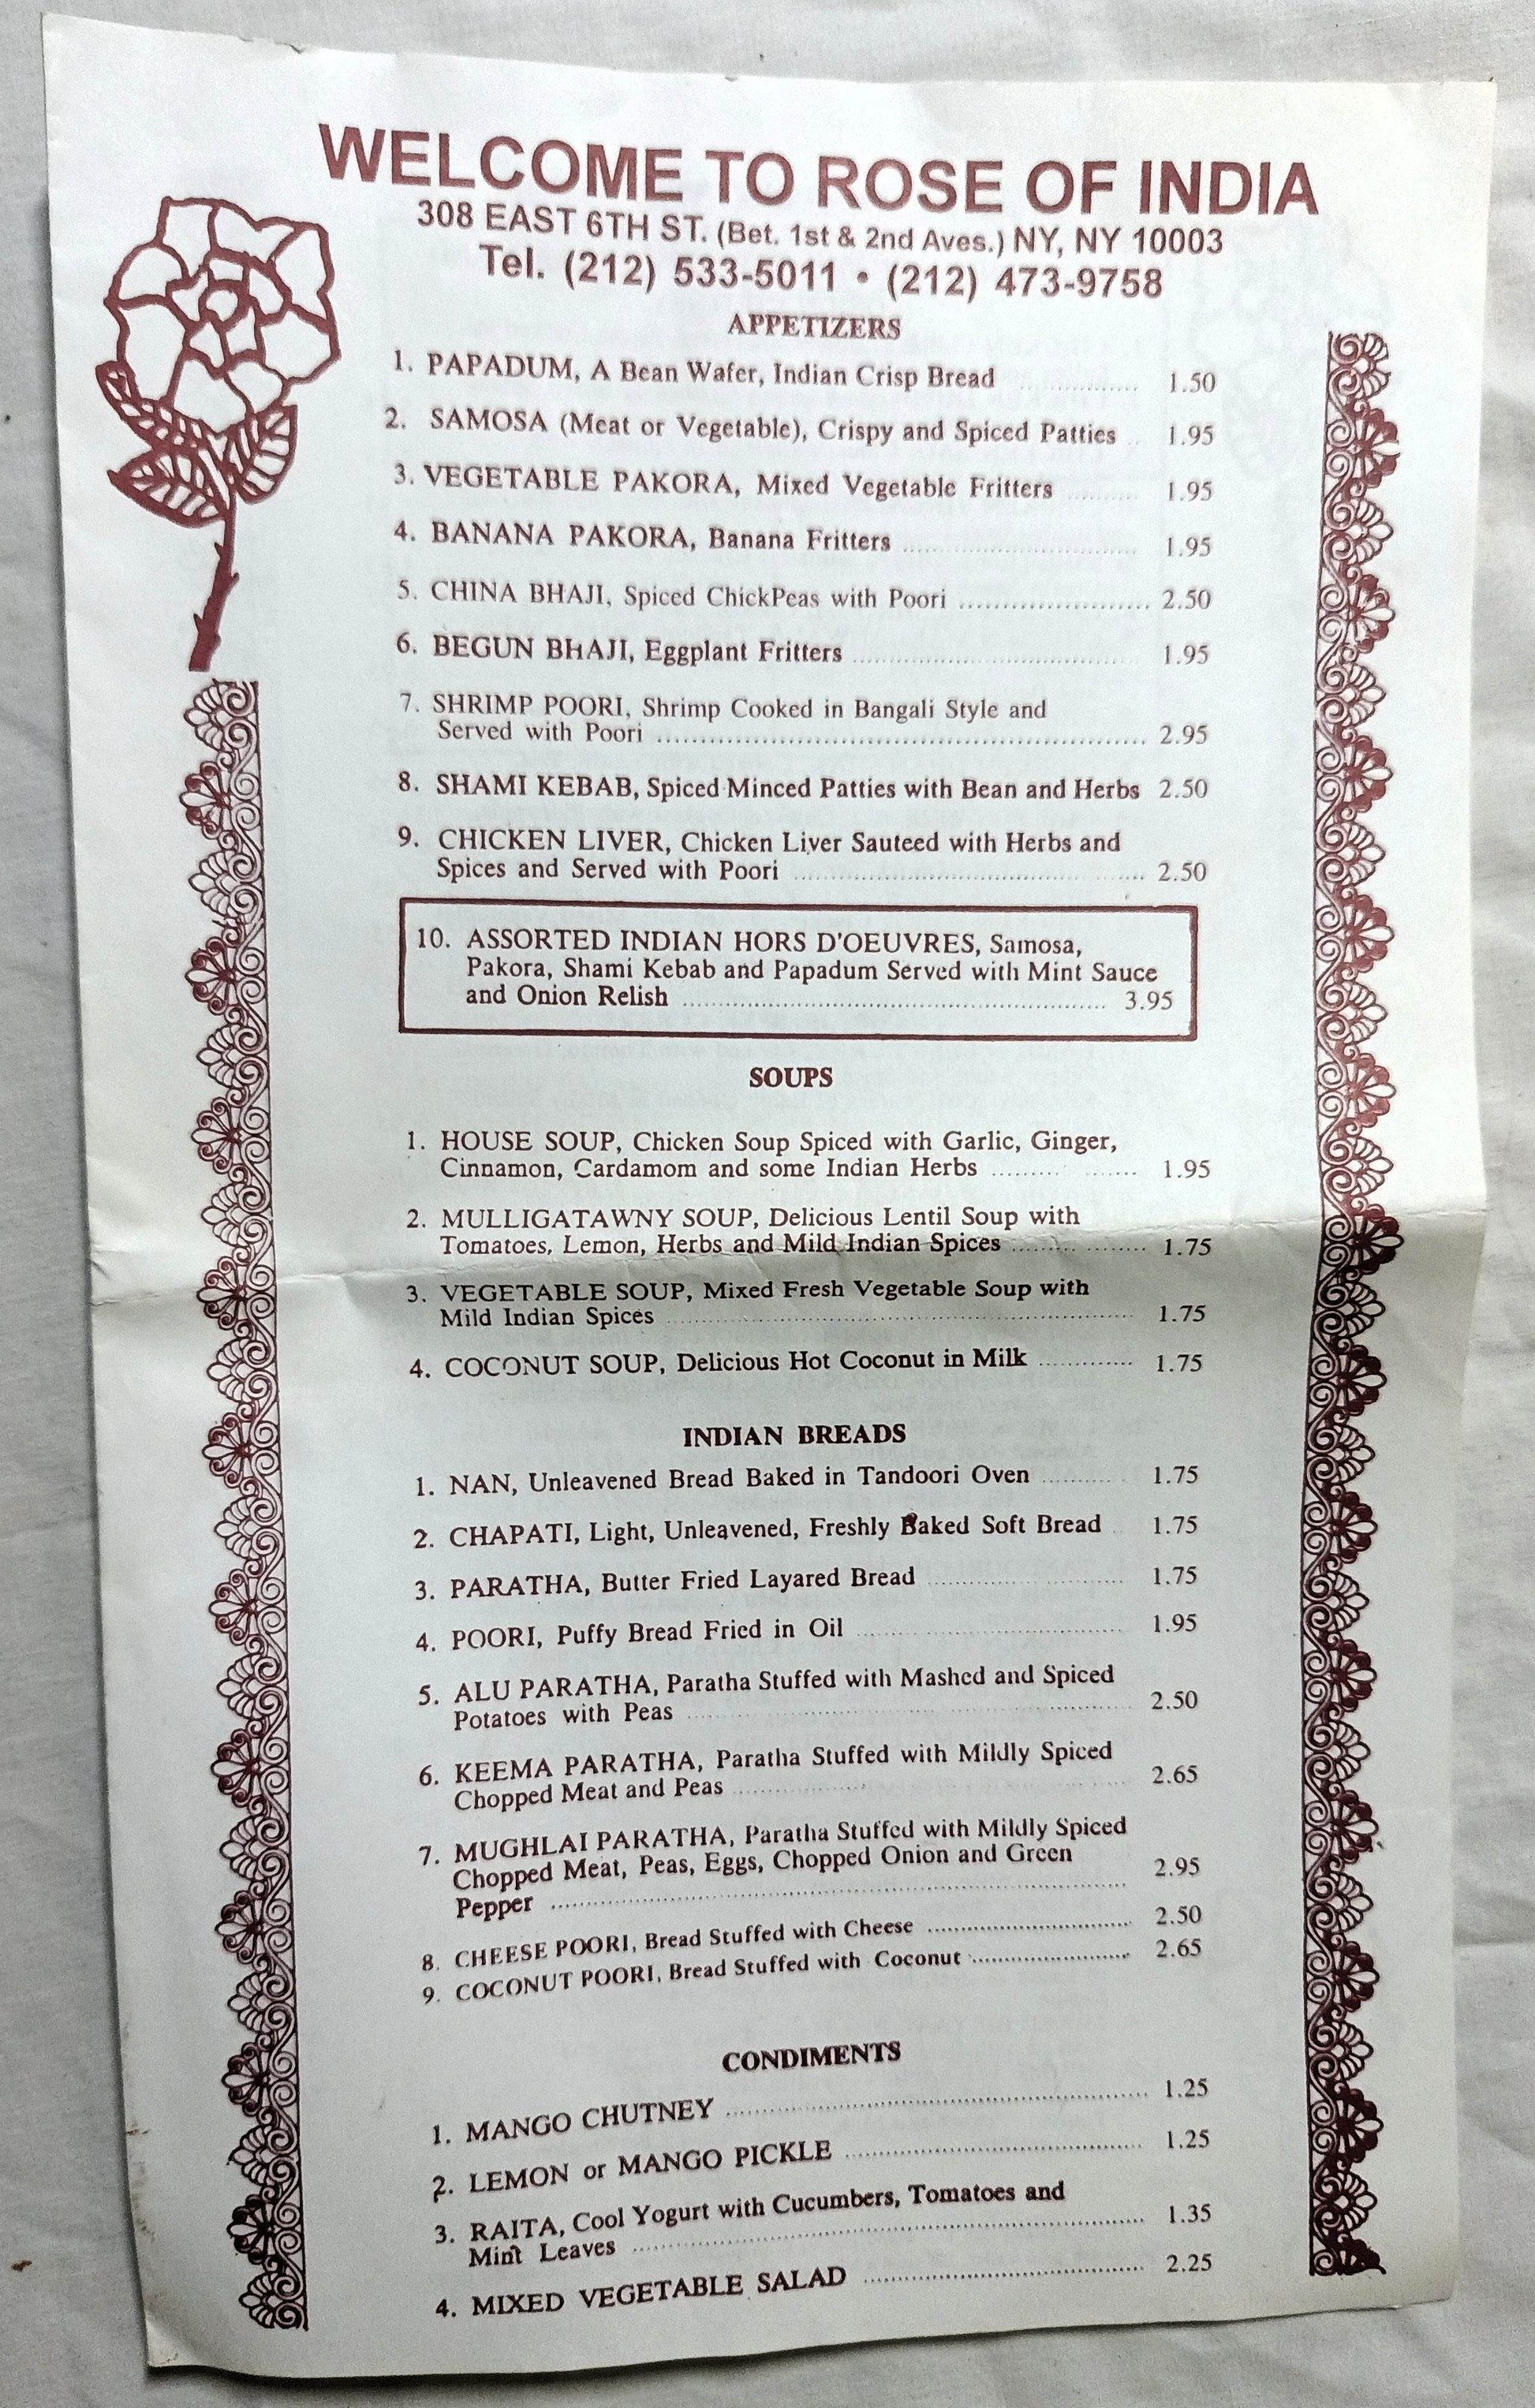 WELCOME TO ROSE OF INDIA
308 EAST 6TH ST. (Bet. 1st & 2nd Aves.) NY, NY 10003
Tel. (212) 533-5011 • (212) 473-9758
APPETIZERS
1. PAPADUM, A Bean Wafer, Indian Crisp Bread ............ 1.50
2. SAMOSA (Meat or Vegetable), Crispy and Spiced Patties .. 1.95
3. VEGETABLE PAKORA, Mixed Vegetable Fritters .......... 1.95
4. BANANA PAKORA, Banana Fritters .......... 1.95
5. CHINA BHAJI, Spiced ChickPeas with Poori .......... 2.50
6. BEGUN BHAJI, Eggplant Fritters .......... 1.95
7. SHRIMP POORI, Shrimp Cooked in Bangali Style and
Served with Poori .......... 2.95
8. SHAMI KEBAB, Spiced Minced Patties with Bean and Herbs 2.50
9. CHICKEN LIVER, Chicken Liver Sauteed with Herbs and
Spices and Served with Poori .......... 2.50
10. ASSORTED INDIAN HORS D'OEUVRES, Samosa,
Pakora, Shami Kebab and Papadum Served with Mint Sauce
and Onion Relish .......... 3.95
SOUPS
1. HOUSE SOUP, Chicken Soup Spiced with Garlic, Ginger,
Cinnamon, Cardamom and some Indian Herbs .......... 1.95
2. MULLIGATAWNY SOUP, Delicious Lentil Soup with
Tomatoes, Lemon, Herbs and Mild Indian Spices .......... 1.75
3. VEGETABLE SOUP, Mixed Fresh Vegetable Soup with
Mild Indian Spices .......... 1.75
4. COCONUT SOUP, Delicious Hot Coconut in Milk .......... 1.75
INDIAN BREADS
1. NAN, Unleavened Bread Baked in Tandoori Oven .......... 1.75
2. CHAPATI, Light, Unleavened, Freshly Baked Soft Bread 1.75
3. PARATHA, Butter Fried Layared Bread .......... 1.75
4. POORI, Puffy Bread Fried in Oil .......... 1.95
5. ALU PARATHA, Paratha Stuffed with Mashed and Spiced
Potatoes with Peas .......... 2.50
6. KEEMA PARATHA, Paratha Stuffed with Mildly Spiced
Chopped Meat and Peas .......... 2.65
7. MUGHLAI PARATHA, Paratha Stuffed with Mildly Spiced
Chopped Meat, Peas, Eggs, Chopped Onion and Green
Pepper .......... 2.95
8. CHEESE POORI, Bread Stuffed with Cheese .......... 2.50
9. COCONUT POORI, Bread Stuffed with Coconut .......... 2.65
CONDIMENTS
1. MANGO CHUTNEY .......... 1.25
2. LEMON or MANGO PICKLE .......... 1.25
3. RAITA, Cool Yogurt with Cucumbers, Tomatoes and
Mint Leaves .......... 1.35
4. MIXED VEGETABLE SALAD .......... 2.25